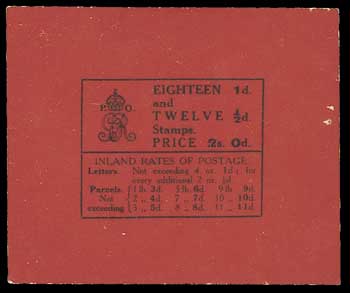 EIGHTEEN 1d.
and
TWELVE ½d.
Stamps.
PRICE 2s. 0d.
P. O.
INLAND RATES OF POSTAGE
Letters. Not exceeding 4 oz. 1d.; for
every additional 2 oz. ½d.
Parcels. 1 lb 3d. 5 lb 6d. 9 lb 9d.
Not 2 „ 4d. 7 „ 7d. 10 „ 10d.
exceeding 3 „ 5d. 8 „ 8d. 11 „ 11d.